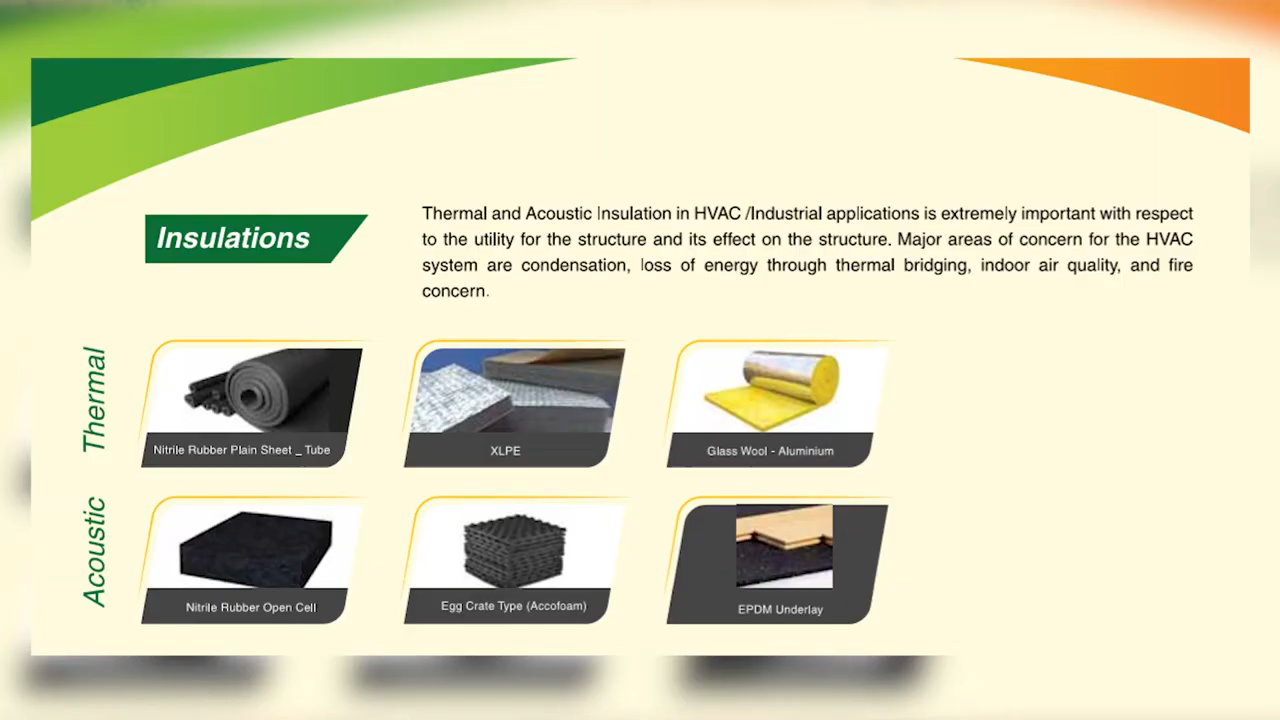 Insulations
Thermal and Acoustic Insulation in HVAC /Industrial applications is extremely important with respect
to the utility for the structure and its effect on the structure. Major areas of concern for the HVAC
system are condensation, loss of energy through thermal bridging, indoor air quality, and fire
concern.
Thermal
Nitrile Rubber Plain Sheet _ Tube
XLPE
Glass Wool - Aluminium
Acoustic
Nitrile Rubber Open Cell
Egg Crate Type (Accofoam)
EPDM Underlay